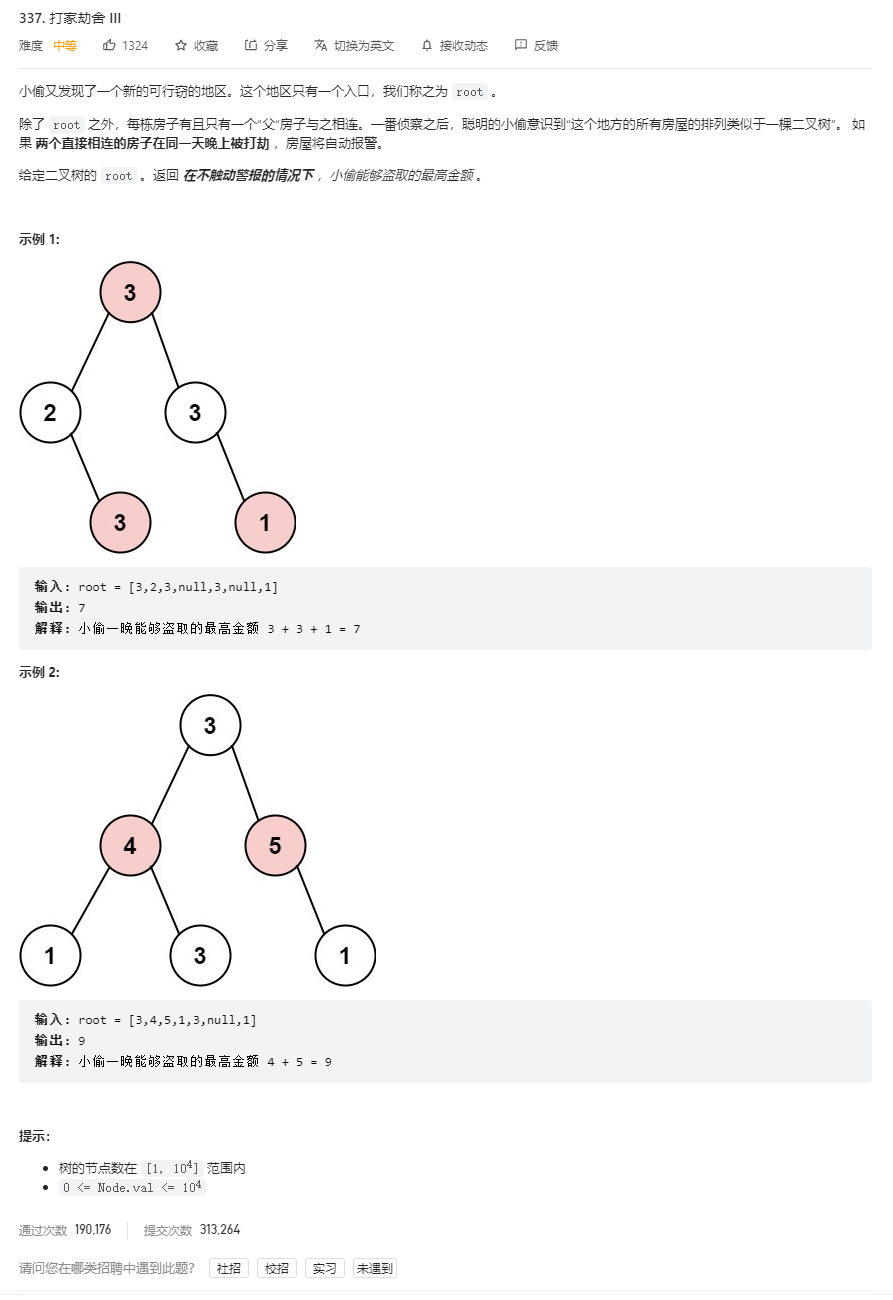 337. 打家劫舍 III
难度 中等 1324 收藏 分享 切换为英文 接收动态 反馈
小偷又发现了一个新的可行窃的地区。这个地区只有一个入口，我们称之为 root 。
除了 root 之外，每栋房子有且只有一个“父“房子与之相连。一番侦察之后，聪明的小偷意识到“这个地方的所有房屋的排列类似于一棵二叉树”。 如
果 两个直接相连的房子在同一天晚上被打劫 ，房屋将自动报警。
给定二叉树的 root 。返回 在不触动警报的情况下 ，小偷能够盗取的最高金额 。
示例 1:
3
2 3
3 1
输入: root = [3,2,3,null,3,null,1]
输出: 7
解释: 小偷一晚能够盗取的最高金额 3 + 3 + 1 = 7
示例 2:
3
4 5
1 3 1
输入: root = [3,4,5,1,3,null,1]
输出: 9
解释: 小偷一晚能够盗取的最高金额 4 + 5 = 9
提示：
树的节点数在 [1, 10⁴] 范围内
0 <= Node.val <= 10⁴
通过次数 190,176 提交次数 313,264
请问您在哪类招聘中遇到此题？ 社招 校招 实习 未遇到